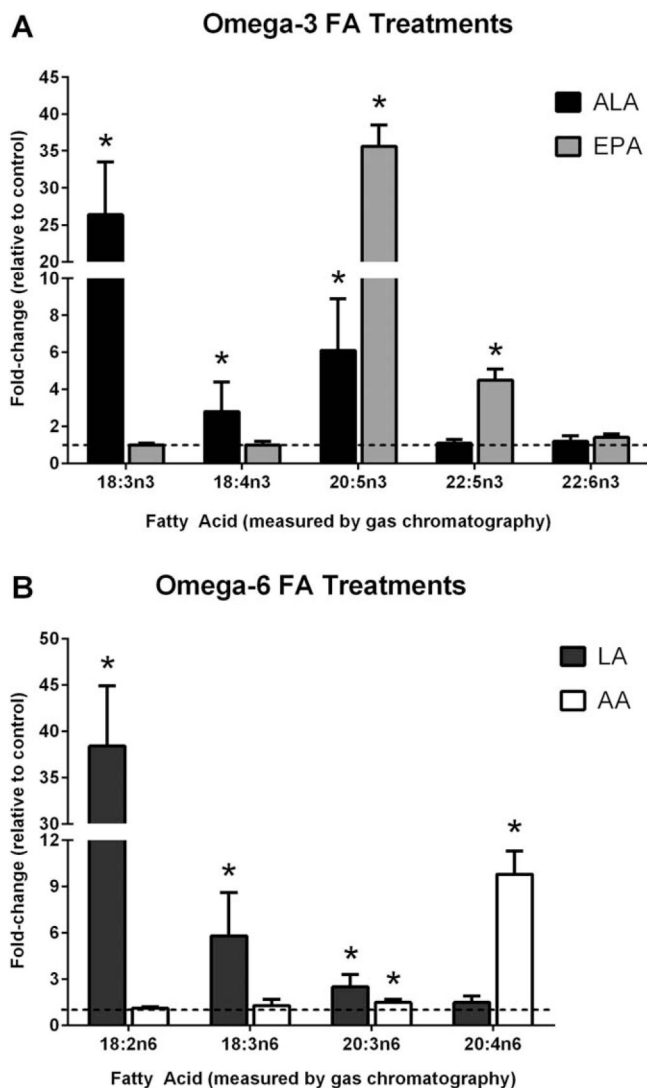 A
Omega-3 FA Treatments
Fold-change (relative to control)
45
40
35
30
25
20
10
8
6
4
2
0
*
*
*
*
*
ALA
EPA
18:3n3 18:4n3 20:5n3 22:5n3 22:6n3
Fatty Acid (measured by gas chromatography)
B
Omega-6 FA Treatments
Fold-change (relative to control)
50
45
40
35
30
12
9
6
3
0
*
*
*
*
*
LA
AA
18:2n6 18:3n6 20:3n6 20:4n6
Fatty Acid (measured by gas chromatography)